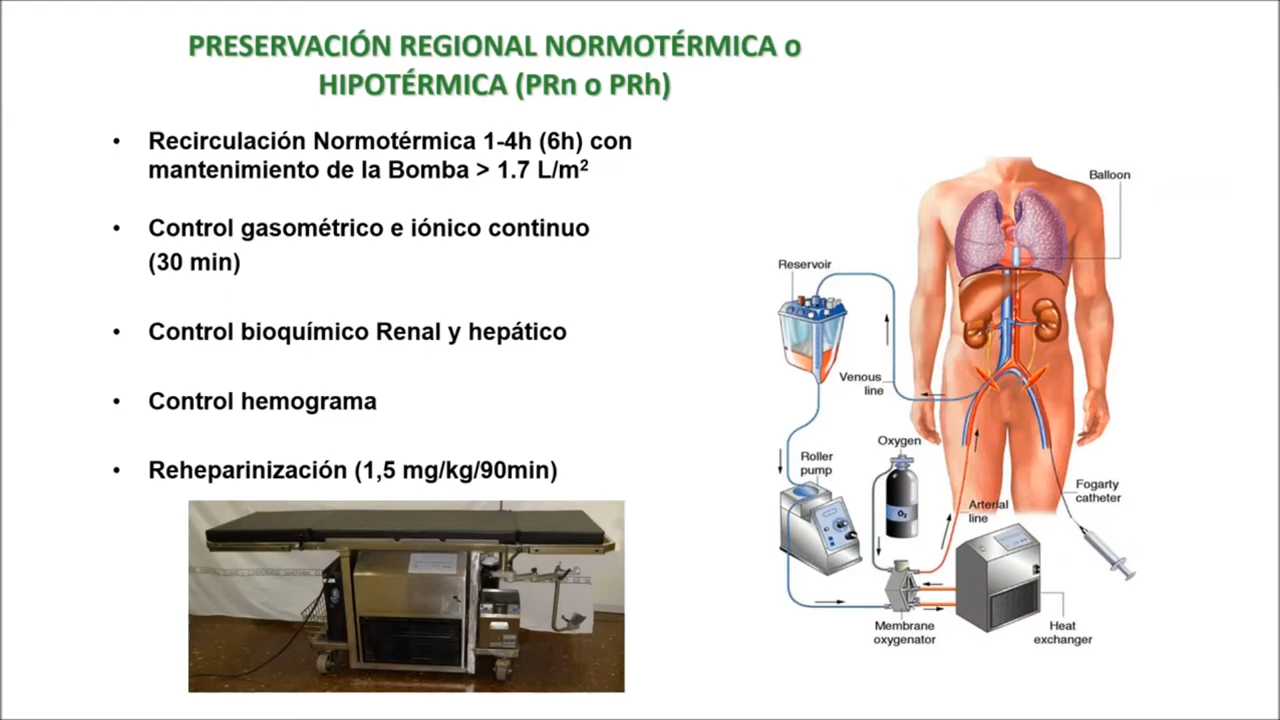 PRESERVACIÓN REGIONAL NORMOTÉRMICA o
HIPOTÉRMICA (PRn o PRh)
• Recirculación Normotérmica 1-4h (6h) con
mantenimiento de la Bomba > 1.7 L/m²
• Control gasométrico e iónico continuo
(30 min)
• Control bioquímico Renal y hepático
• Control hemograma
• Reheparinización (1,5 mg/kg/90min)
Balloon
Reservoir
Venous
line
Oxygen
Roller
pump
O₂
Arterial
line
Fogarty
catheter
Membrane
oxygenator
Heat
exchanger